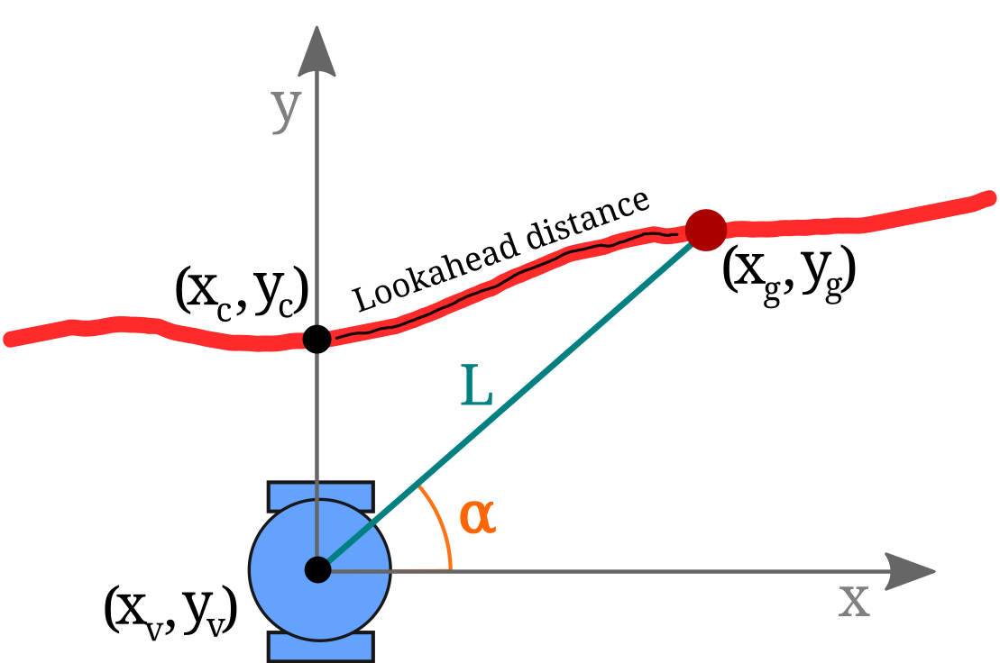 y
Lookahead distance
(x_c,y_c)
(x_g,y_g)
L
α
(x_v,y_v)
x